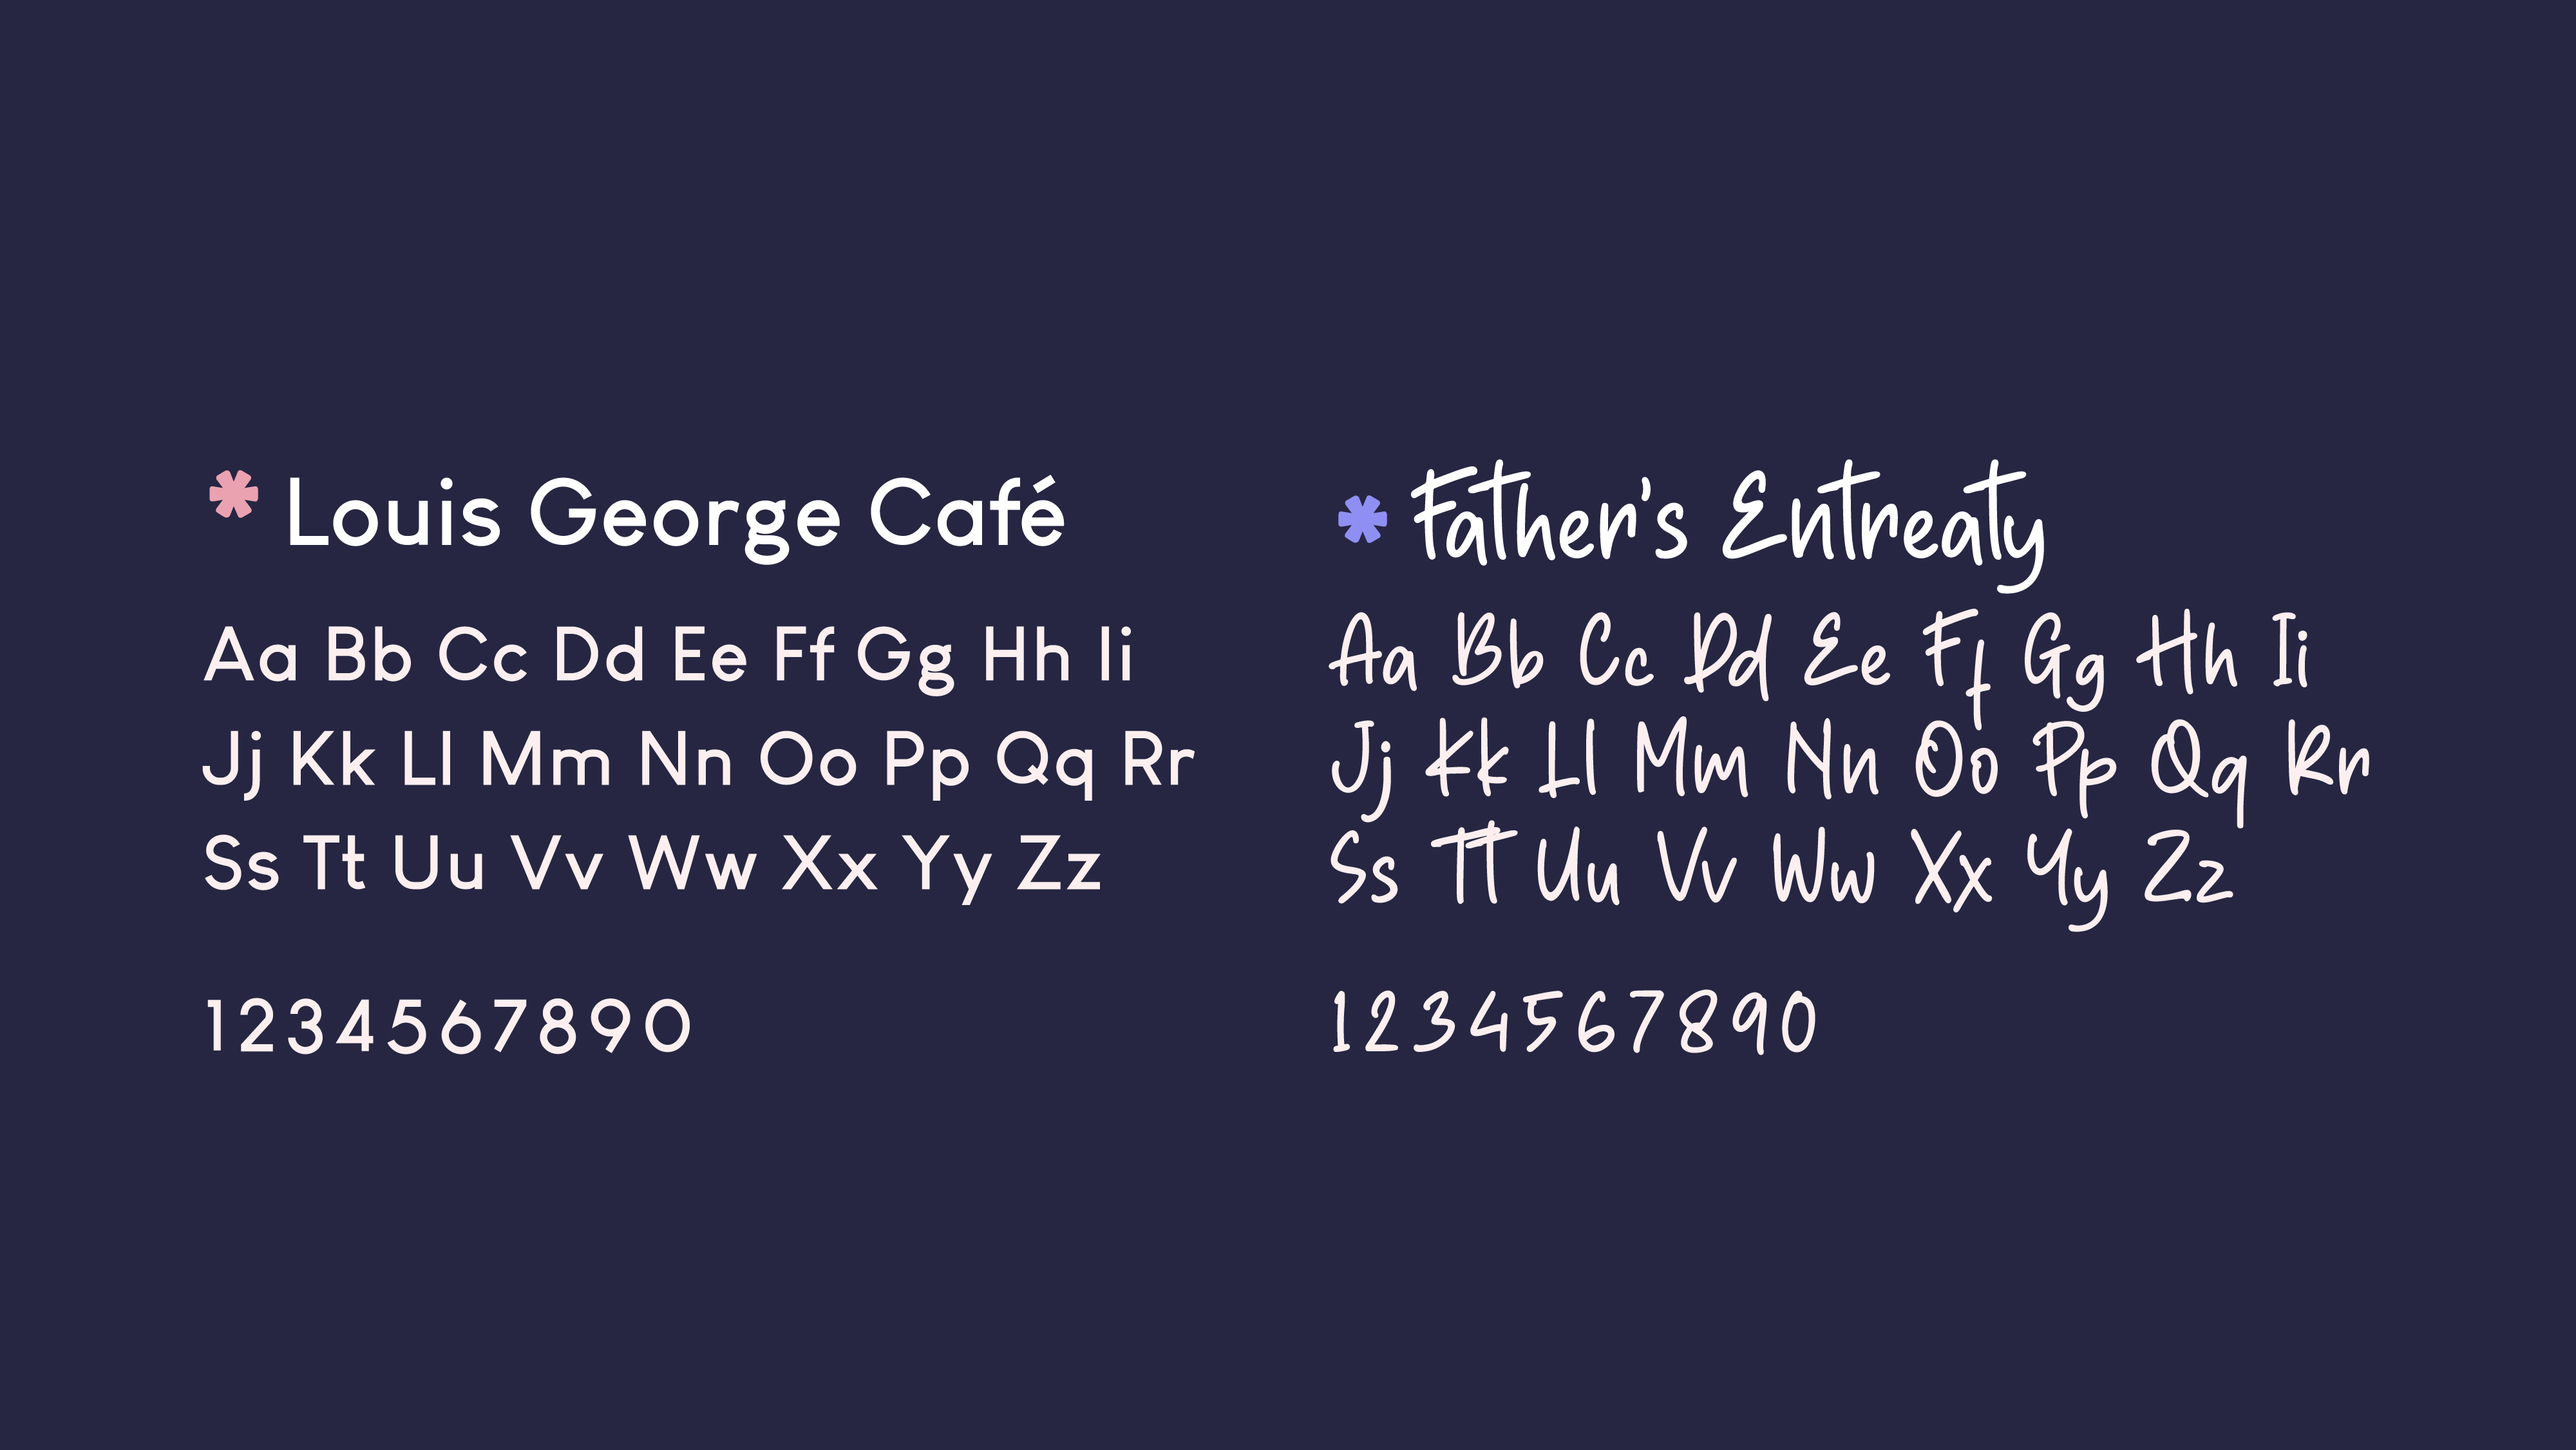 * Louis George Café
Aa Bb Cc Dd Ee Ff Gg Hh Ii
Jj Kk Ll Mm Nn Oo Pp Qq Rr
Ss Tt Uu Vv Ww Xx Yy Zz
1234567890
* Father's Entreaty
Aa Bb Cc Dd Ee Ff Gg Hh Ii
Jj Kk Ll Mm Nn Oo Pp Qq Rr
Ss Tt Uu Vv Ww Xx Yy Zz
1234567890